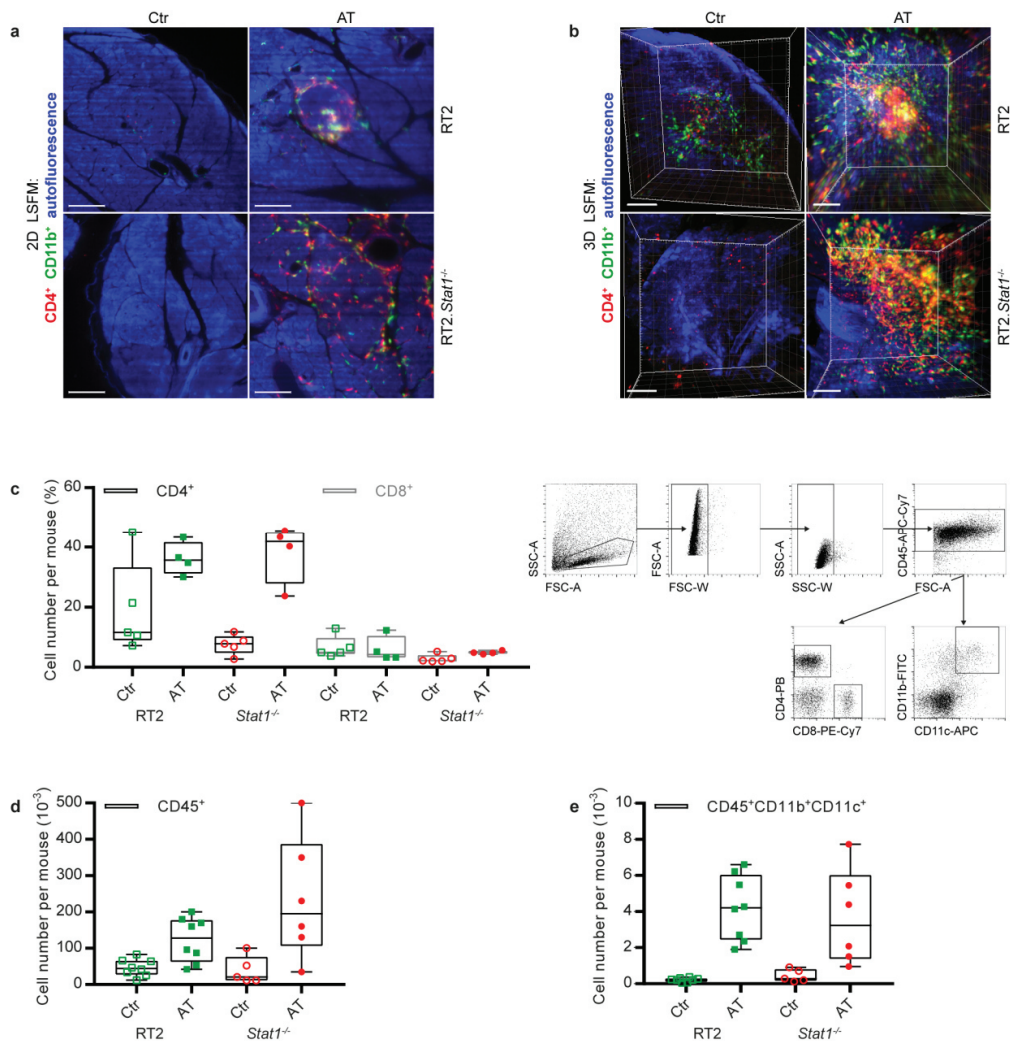 a
Ctr
AT
2D LSFM:
CD4⁺ CD11b⁺ autofluorescence
RT2
RT2.Stat1⁻/⁻
b
Ctr
AT
3D LSFM:
CD4⁺ CD11b⁺ autofluorescence
RT2
RT2.Stat1⁻/⁻
c
CD4⁺
CD8⁺
Cell number per mouse (%)
60
40
20
0
Ctr AT Ctr AT Ctr AT Ctr AT
RT2 Stat1⁻/⁻ RT2 Stat1⁻/⁻
SSC-A
FSC-A
FSC-A
FSC-W
SSC-A
SSC-W
CD45-APC-Cy7
FSC-A
CD4-PB
CD8-PE-Cy7
CD11b-FITC
CD11c-APC
d
CD45⁺
Cell number per mouse (10⁻³)
500
400
300
200
100
0
Ctr AT Ctr AT
RT2 Stat1⁻/⁻
e
CD45⁺CD11b⁺CD11c⁺
Cell number per mouse (10⁻³)
10
8
6
4
2
0
Ctr AT Ctr AT
RT2 Stat1⁻/⁻